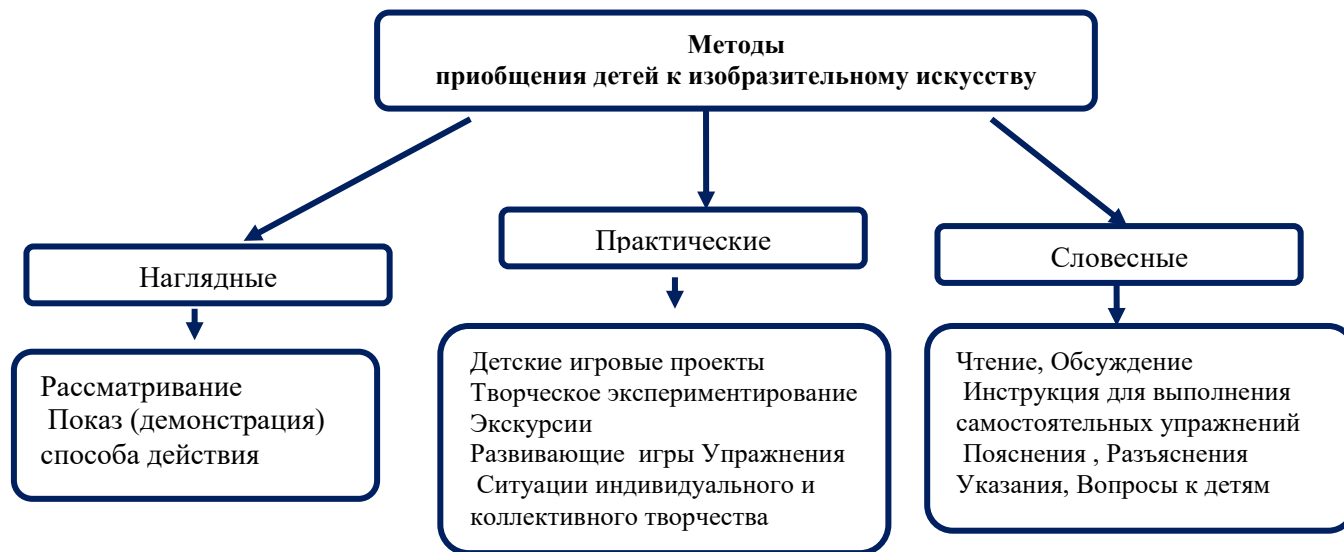 Методы
приобщения детей к изобразительному искусству
Наглядные
Практические
Словесные
Рассматривание
Показ (демонстрация)
способа действия
Детские игровые проекты
Творческое экспериментирование
Экскурсии
Развивающие игры Упражнения
Ситуации индивидуального и
коллективного творчества
Чтение, Обсуждение
Инструкция для выполнения
самостоятельных упражнений
Пояснения , Разъяснения
Указания, Вопросы к детям